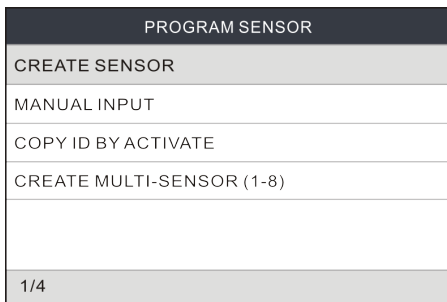 PROGRAM SENSOR
CREATE SENSOR
MANUAL INPUT
COPY ID BY ACTIVATE
CREATE MULTI-SENSOR (1-8)
1/4